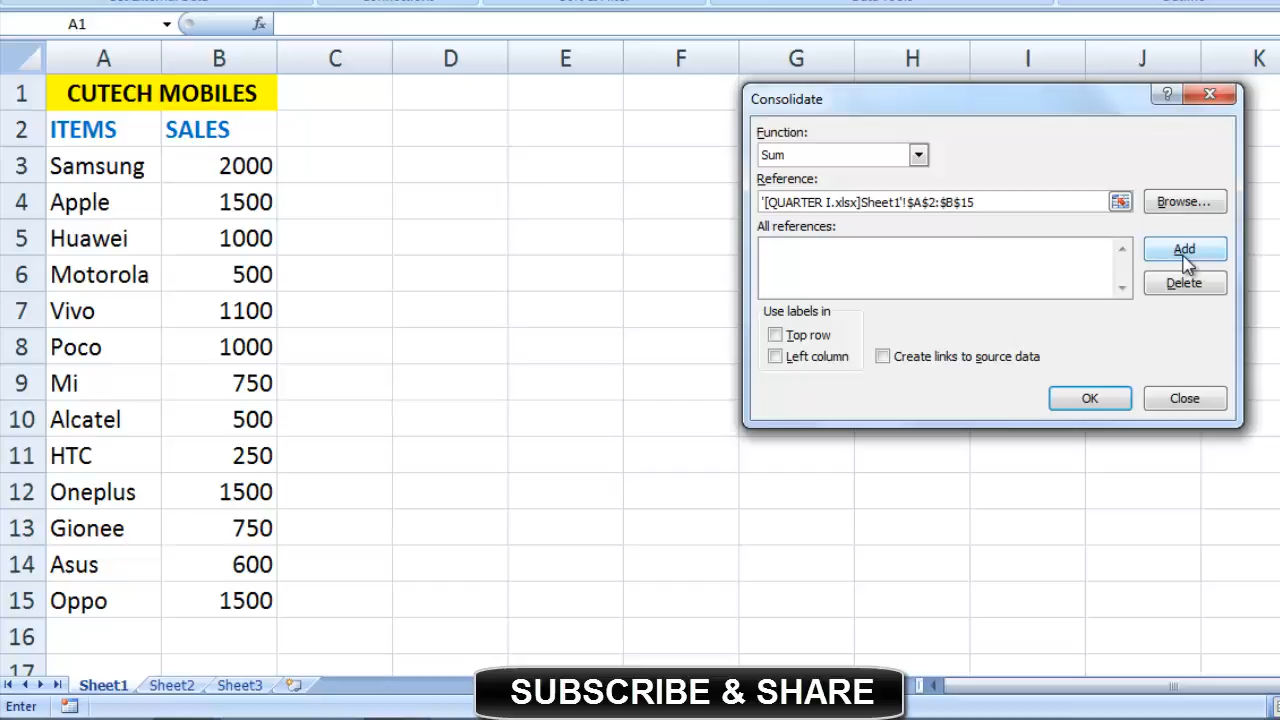 A1
fx
A B C D E F G H I J K
1 CUTECH MOBILES
2 ITEMS SALES
3 Samsung 2000
4 Apple 1500
5 Huawei 1000
6 Motorola 500
7 Vivo 1100
8 Poco 1000
9 Mi 750
10 Alcatel 500
11 HTC 250
12 Oneplus 1500
13 Gionee 750
14 Asus 600
15 Oppo 1500
16
17
Consolidate
?
Function:
Sum
Reference:
'[QUARTER I.xlsx]Sheet1'!$A$2:$B$15 Browse...
All references:
Add
Delete
Use labels in
Top row
Left column Create links to source data
OK Close
Sheet1 Sheet2 Sheet3
Enter
SUBSCRIBE & SHARE